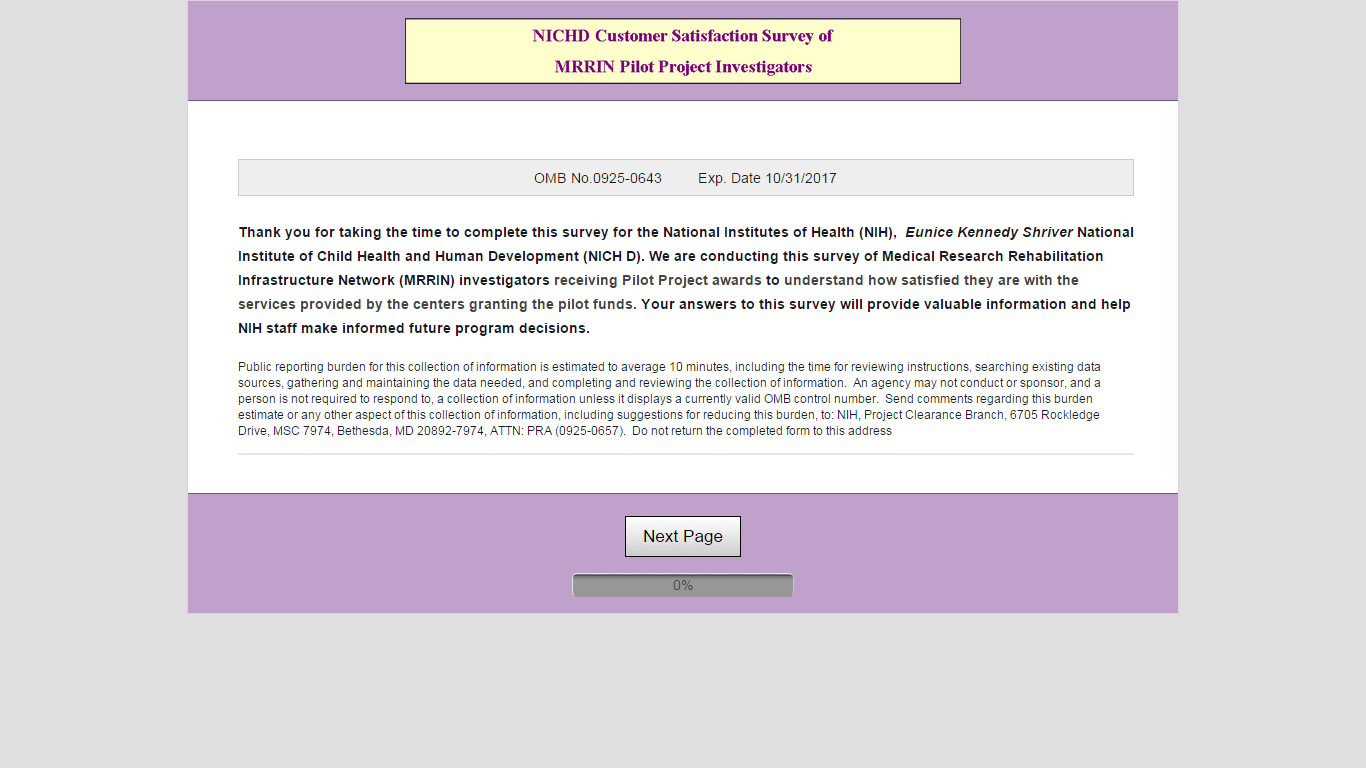 NICHD Customer Satisfaction Survey of
MRRIN Pilot Project Investigators
OMB No.0925-0643 Exp. Date 10/31/2017
Thank you for taking the time to complete this survey for the National Institutes of Health (NIH), Eunice Kennedy Shriver National
Institute of Child Health and Human Development (NICH D). We are conducting this survey of Medical Research Rehabilitation
Infrastructure Network (MRRIN) investigators receiving Pilot Project awards to understand how satisfied they are with the
services provided by the centers granting the pilot funds. Your answers to this survey will provide valuable information and help
NIH staff make informed future program decisions.
Public reporting burden for this collection of information is estimated to average 10 minutes, including the time for reviewing instructions, searching existing data
sources, gathering and maintaining the data needed, and completing and reviewing the collection of information. An agency may not conduct or sponsor, and a
person is not required to respond to, a collection of information unless it displays a currently valid OMB control number. Send comments regarding this burden
estimate or any other aspect of this collection of information, including suggestions for reducing this burden, to: NIH, Project Clearance Branch, 6705 Rockledge
Drive, MSC 7974, Bethesda, MD 20892-7974, ATTN: PRA (0925-0657). Do not return the completed form to this address
Next Page
0%